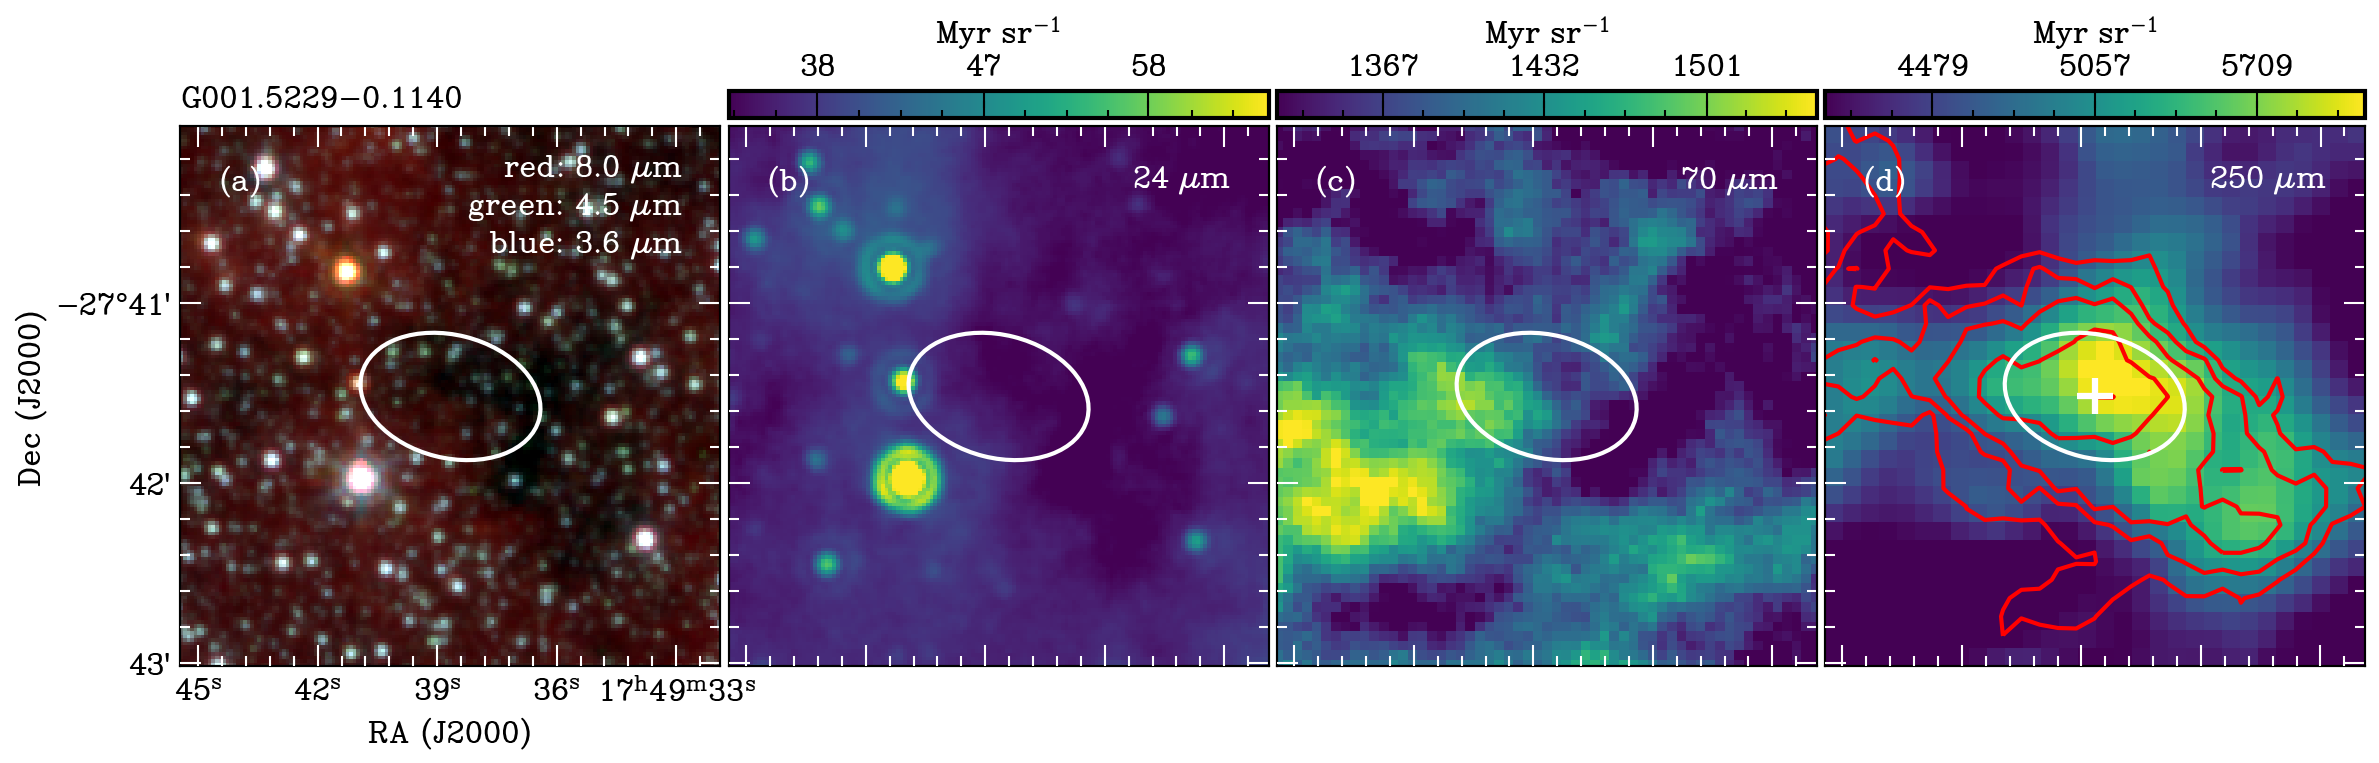 G001.5229−0.1140
(a)
red: 8.0 μm
green: 4.5 μm
blue: 3.6 μm
Dec (J2000)
−27°41'
42'
43'
45ˢ 42ˢ 39ˢ 36ˢ 17ʰ49ᵐ33ˢ
RA (J2000)
Myr sr⁻¹
38 47 58
(b)
24 μm
Myr sr⁻¹
1367 1432 1501
(c)
70 μm
Myr sr⁻¹
4479 5057 5709
(d)
250 μm